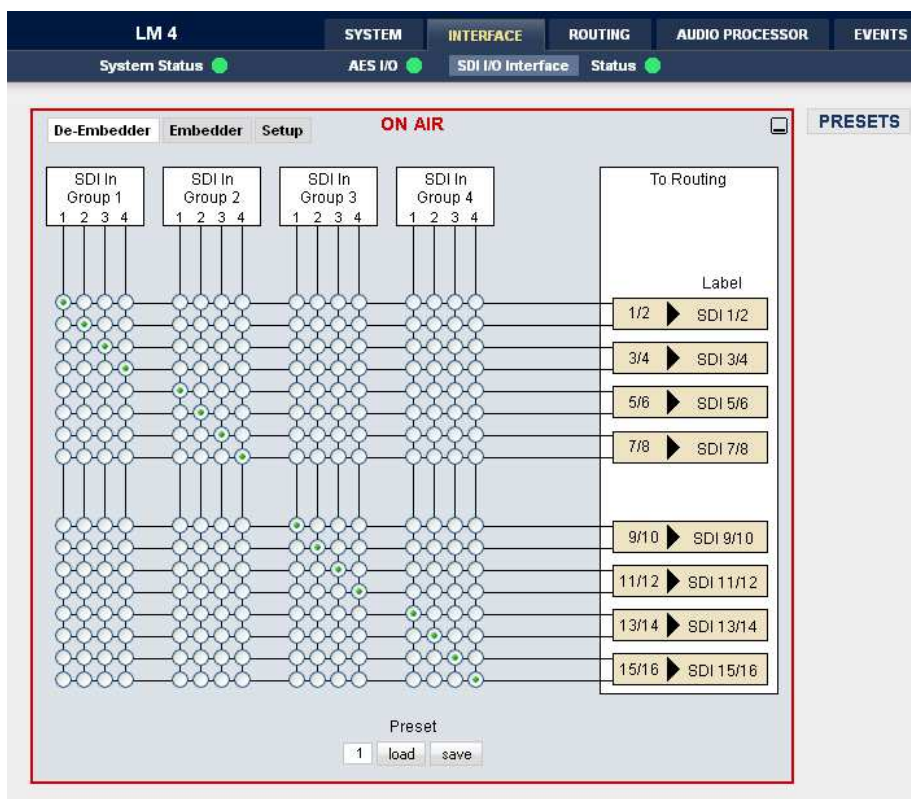 LM 4 SYSTEM INTERFACE ROUTING AUDIO PROCESSOR EVENTS
System Status AES I/O SDI I/O Interface Status
De-Embedder Embedder Setup ON AIR PRESETS
SDI In SDI In SDI In SDI In To Routing
Group 1 Group 2 Group 3 Group 4
1 2 3 4 1 2 3 4 1 2 3 4 1 2 3 4
Label
1/2 SDI 1/2
3/4 SDI 3/4
5/6 SDI 5/6
7/8 SDI 7/8
9/10 SDI 9/10
11/12 SDI 11/12
13/14 SDI 13/14
15/16 SDI 15/16
Preset
1 load save